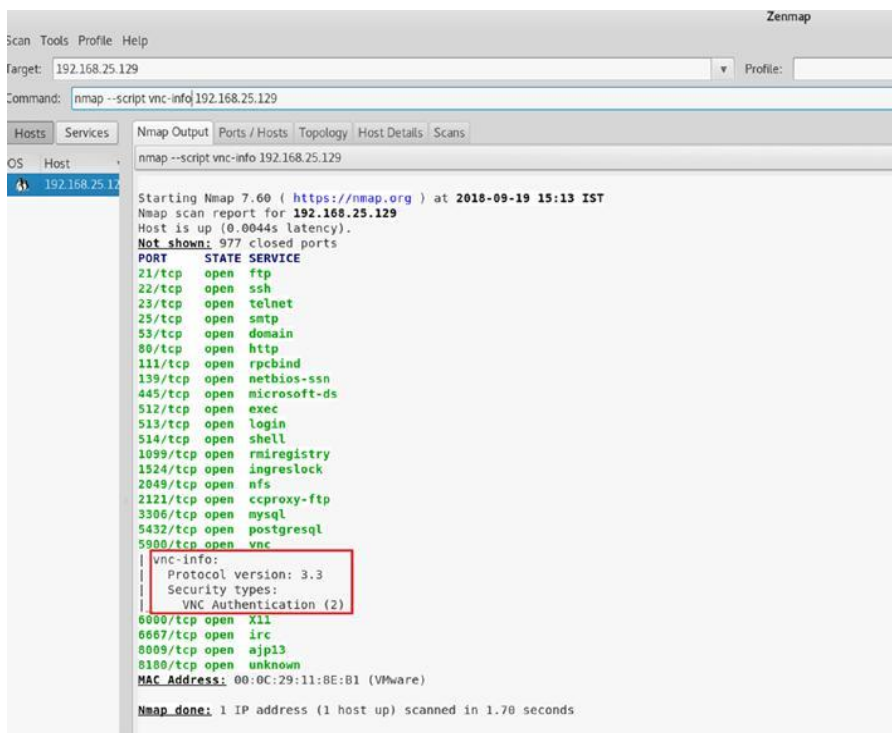 Zenmap
Scan Tools Profile Help
Target: 192.168.25.129 Profile:
Command: nmap --script vnc-info 192.168.25.129
Hosts Services Nmap Output Ports / Hosts Topology Host Details Scans
OS Host nmap --script vnc-info 192.168.25.129
192.168.25.12
Starting Nmap 7.60 ( https://nmap.org ) at 2018-09-19 15:13 IST
Nmap scan report for 192.168.25.129
Host is up (0.0044s latency).
Not shown: 977 closed ports
PORT STATE SERVICE
21/tcp open ftp
22/tcp open ssh
23/tcp open telnet
25/tcp open smtp
53/tcp open domain
80/tcp open http
111/tcp open rpcbind
139/tcp open netbios-ssn
445/tcp open microsoft-ds
512/tcp open exec
513/tcp open login
514/tcp open shell
1099/tcp open rmiregistry
1524/tcp open ingreslock
2049/tcp open nfs
2121/tcp open ccproxy-ftp
3306/tcp open mysql
5432/tcp open postgresql
5900/tcp open vnc
| vnc-info:
| Protocol version: 3.3
| Security types:
|_ VNC Authentication (2)
6000/tcp open X11
6667/tcp open irc
8009/tcp open ajp13
8180/tcp open unknown
MAC Address: 00:0C:29:11:8E:B1 (VMware)
Nmap done: 1 IP address (1 host up) scanned in 1.70 seconds